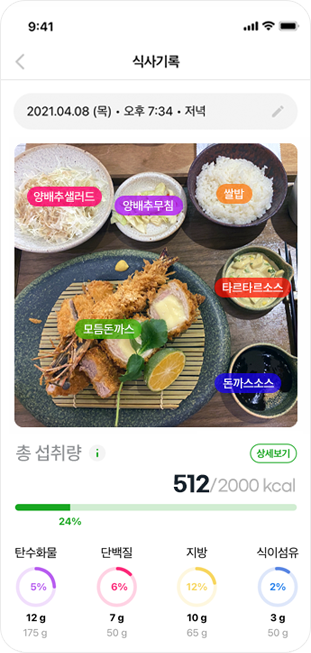 9:41
식사기록
2021.04.08 (목) • 오후 7:34 • 저녁
양배추샐러드
양배추무침
쌀밥
타르타르소스
모듬돈까스
돈까스소스
총 섭취량 i
상세보기
512/2000 kcal
24%
탄수화물 단백질 지방 식이섬유
5% 6% 12% 2%
12 g 7 g 10 g 3 g
175 g 50 g 65 g 50 g